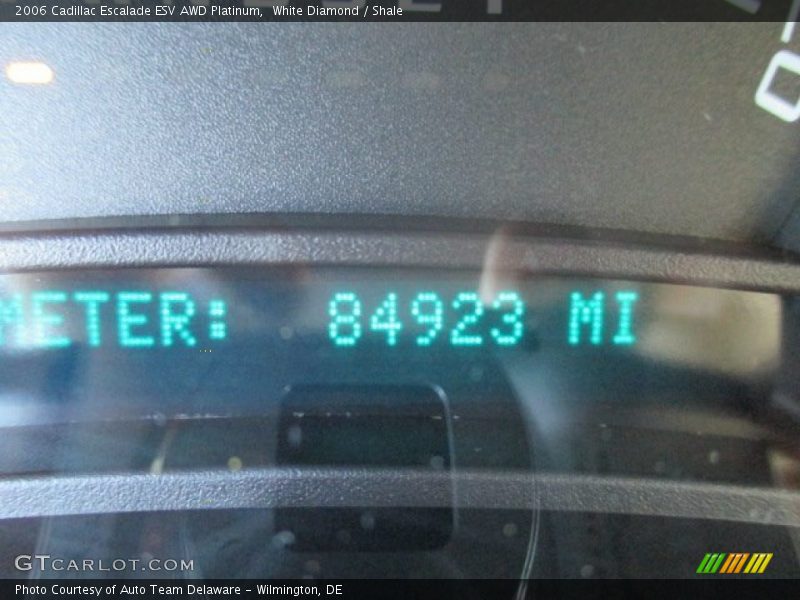 2006 Cadillac Escalade ESV AWD Platinum,  White Diamond / Shale
METER: 84923 MI
GTCARLOT.COM
Photo Courtesy of Auto Team Delaware - Wilmington, DE